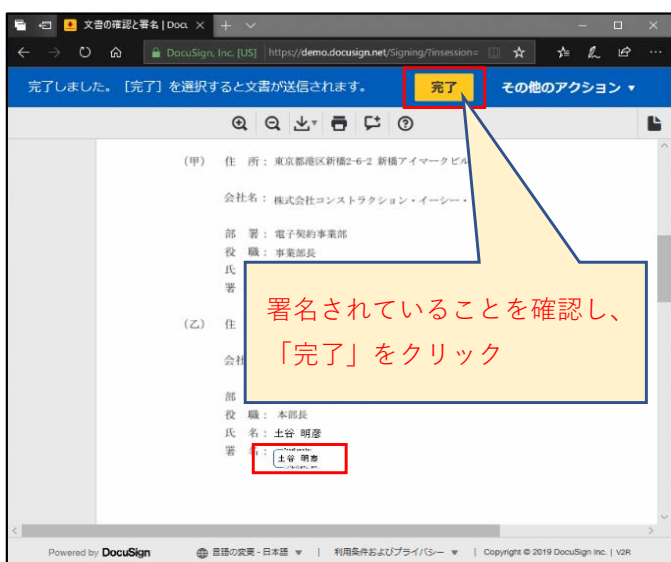 文書の確認と署名 | Docu
DocuSign, Inc. [US] https://demo.docusign.net/Signing/?insession=
完了しました。[完了] を選択すると文書が送信されます。
完了
その他のアクション
(甲) 住 所： 東京都港区新橋2-6-2 新橋アイマークビル
会社名： 株式会社コンストラクション・イーシー・
部 署： 電子契約事業部
役 職： 事業部長
氏
署
署名されていることを確認し、
「完了」をクリック
(乙) 住
会社
部
役 職： 本部長
氏 名： 土谷 明彦
署 名：
土谷 明彦
Powered by DocuSign 言語の変更 - 日本語 | 利用条件およびプライバシー | Copyright © 2019 DocuSign Inc. | V2R